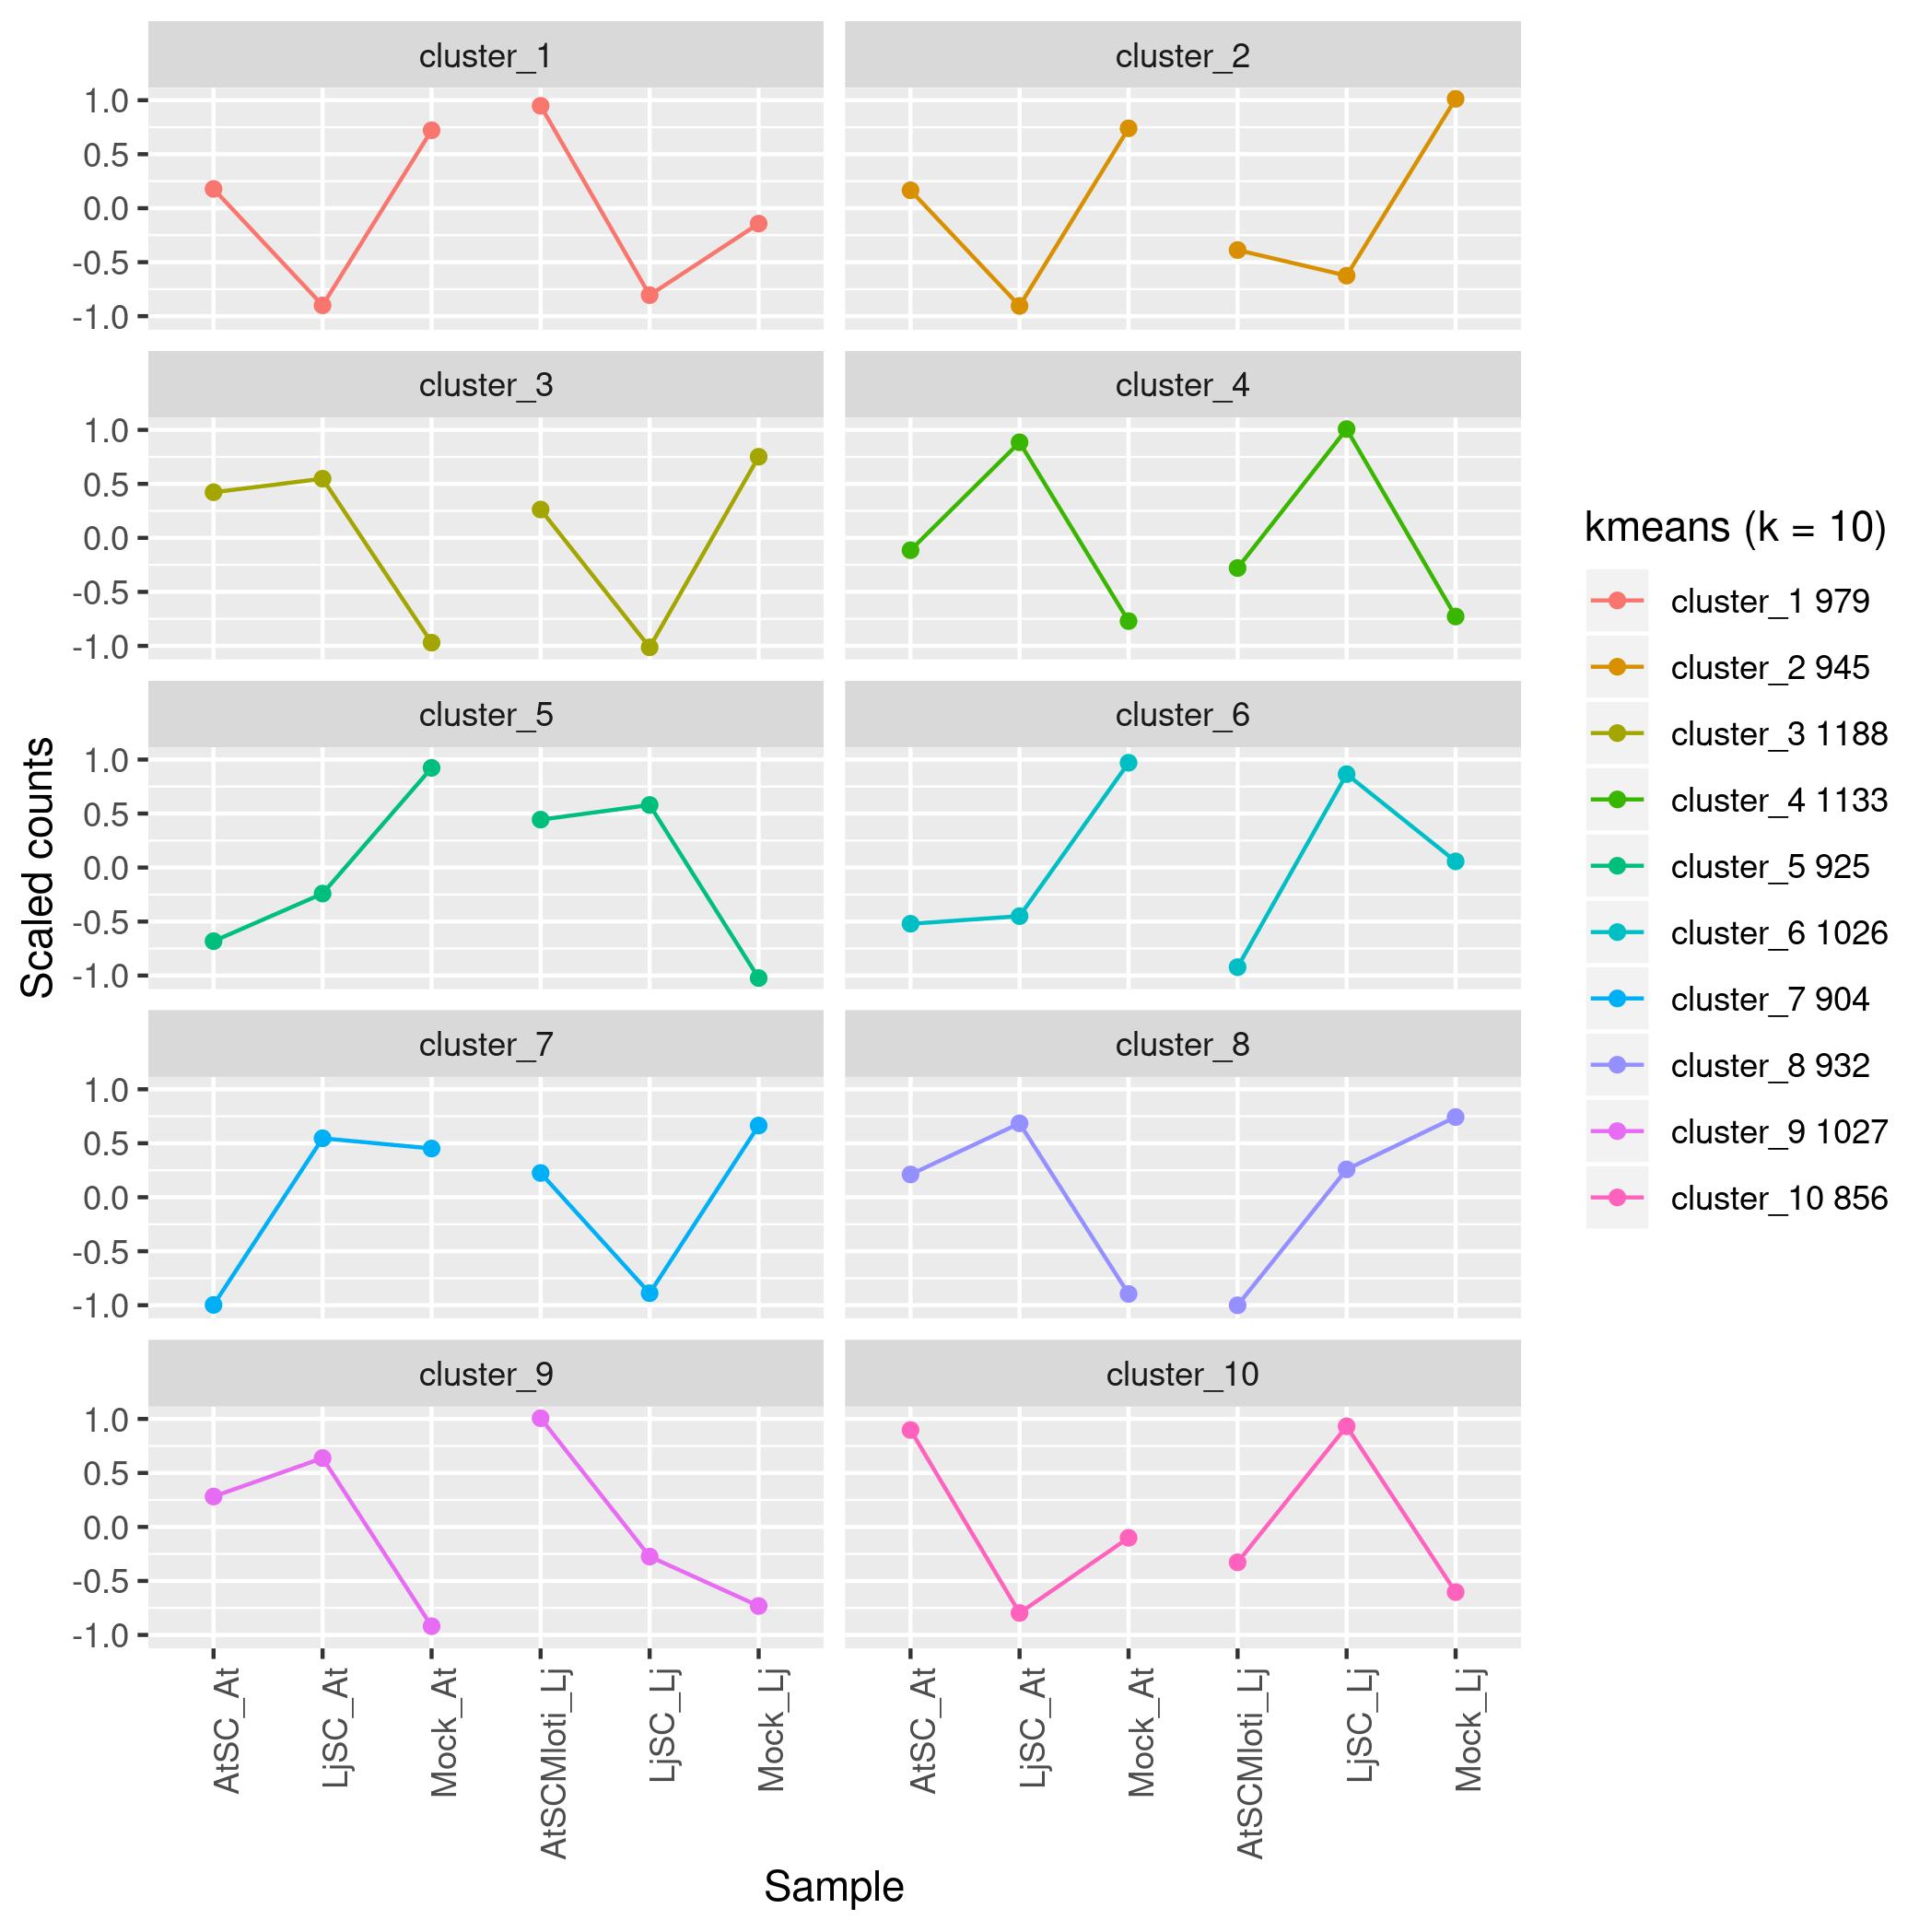 cluster_1
cluster_2
1.0
0.5
0.0
-0.5
-1.0
cluster_3
cluster_4
1.0
0.5
0.0
-0.5
-1.0
cluster_5
cluster_6
1.0
0.5
0.0
-0.5
-1.0
cluster_7
cluster_8
1.0
0.5
0.0
-0.5
-1.0
cluster_9
cluster_10
1.0
0.5
0.0
-0.5
-1.0
Scaled counts
AtSC_At
LjSC_At
Mock_At
AtSCMloti_Lj
LjSC_Lj
Mock_Lj
AtSC_At
LjSC_At
Mock_At
AtSCMloti_Lj
LjSC_Lj
Mock_Lj
Sample
kmeans (k = 10)
cluster_1 979
cluster_2 945
cluster_3 1188
cluster_4 1133
cluster_5 925
cluster_6 1026
cluster_7 904
cluster_8 932
cluster_9 1027
cluster_10 856